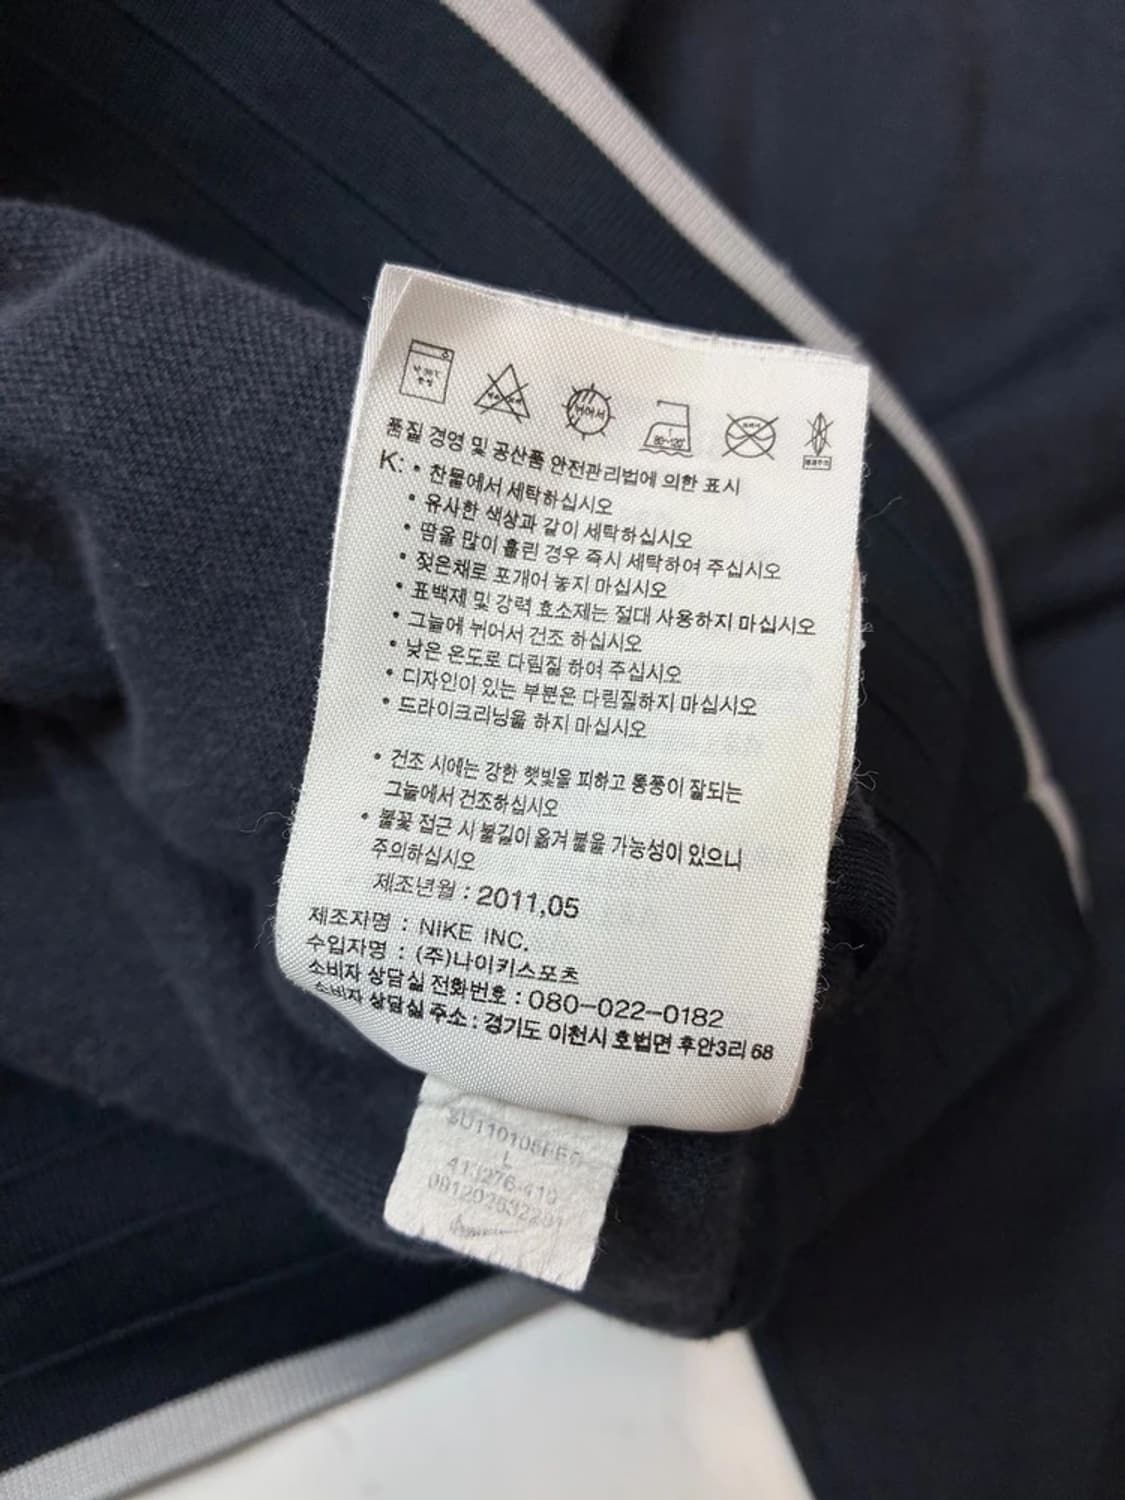 약 30℃
중성
뉘어서
80~120℃
품질 경영 및 공산품 안전관리법에 의한 표시
K: • 찬물에서 세탁하십시오
• 유사한 색상과 같이 세탁하십시오
• 땀을 많이 흘린 경우 즉시 세탁하여 주십시오
• 젖은채로 포개어 놓지 마십시오
• 표백제 및 강력 효소제는 절대 사용하지 마십시오
• 그늘에 뉘어서 건조 하십시오
• 낮은 온도로 다림질 하여 주십시오
• 디자인이 있는 부분은 다림질하지 마십시오
• 드라이크리닝을 하지 마십시오
• 건조 시에는 강한 햇빛을 피하고 통풍이 잘되는
그늘에서 건조하십시오
• 불꽃 접근 시 불길이 옮겨 붙을 가능성이 있으니
주의하십시오
제조년월 : 2011,05
제조자명 : NIKE INC.
수입자명 : (주)나이키스포츠
소비자 상담실 전화번호 : 080-022-0182
소비자 상담실 주소 : 경기도 이천시 호법면 후안3리 68
L
413276-410